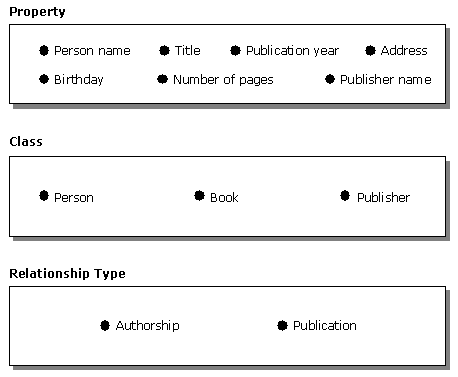 Property
Person name Title Publication year Address
Birthday Number of pages Publisher name
Class
Person Book Publisher
Relationship Type
Authorship Publication